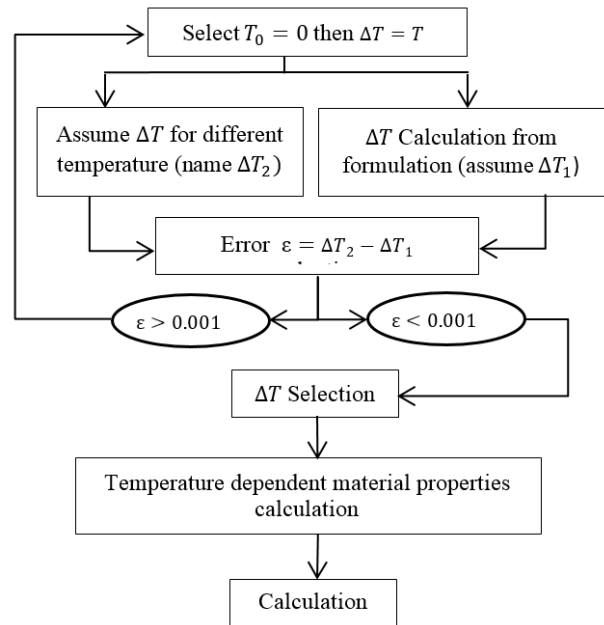 Select T₀ = 0 then ΔT = T
Assume ΔT for different
temperature (name ΔT₂)
ΔT Calculation from
formulation (assume ΔT₁)
Error ε = ΔT₂ − ΔT₁
ε > 0.001
ε < 0.001
ΔT Selection
Temperature dependent material properties
calculation
Calculation